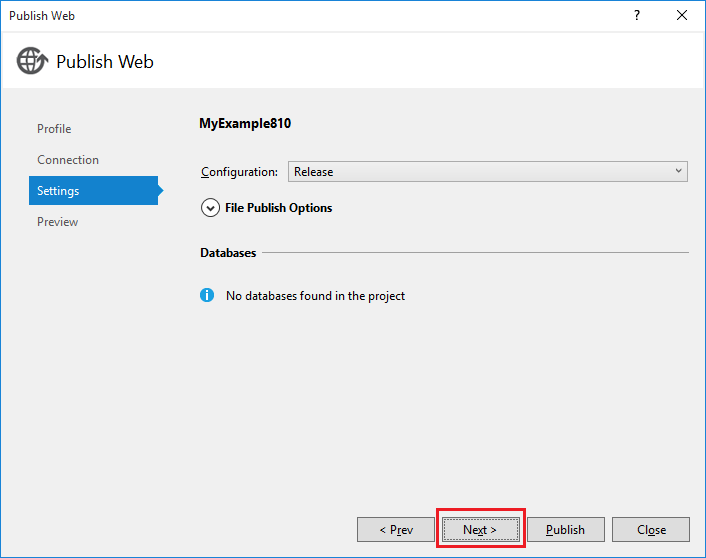 Publish Web
?
Publish Web
Profile
Connection
Settings
Preview
MyExample810
Configuration: Release
File Publish Options
Databases
No databases found in the project
< Prev Next > Publish Close